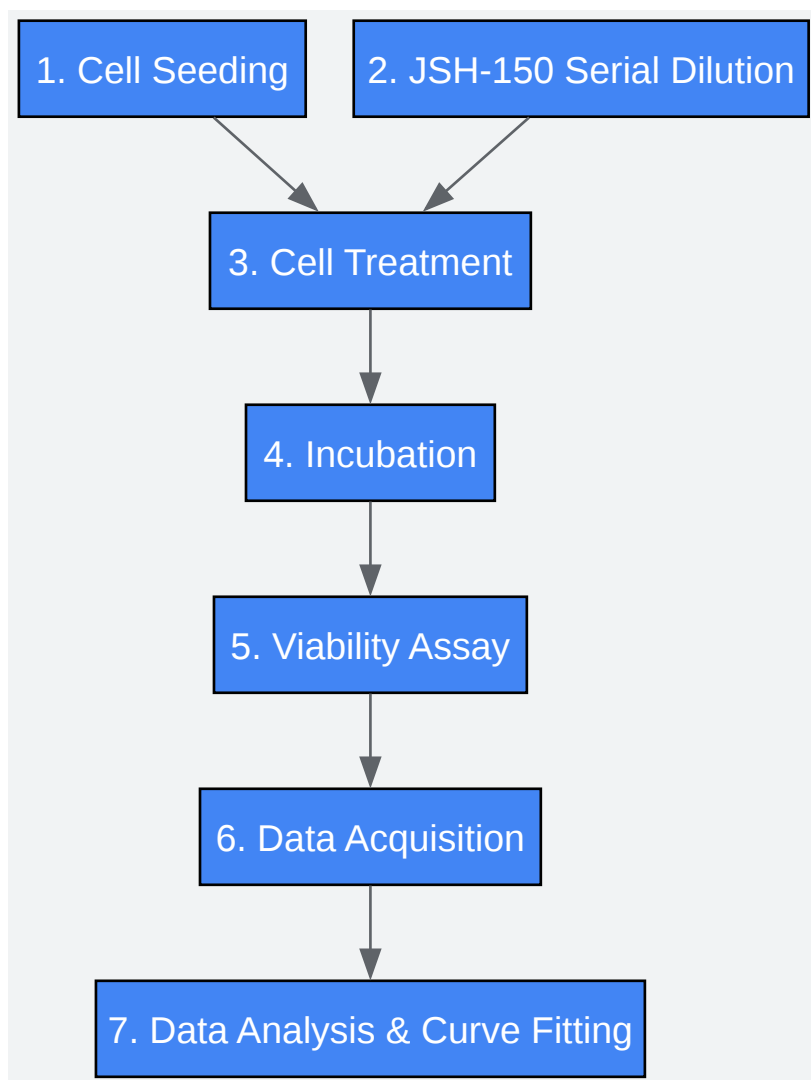 1. Cell Seeding
2. JSH-150 Serial Dilution
3. Cell Treatment
4. Incubation
5. Viability Assay
6. Data Acquisition
7. Data Analysis & Curve Fitting